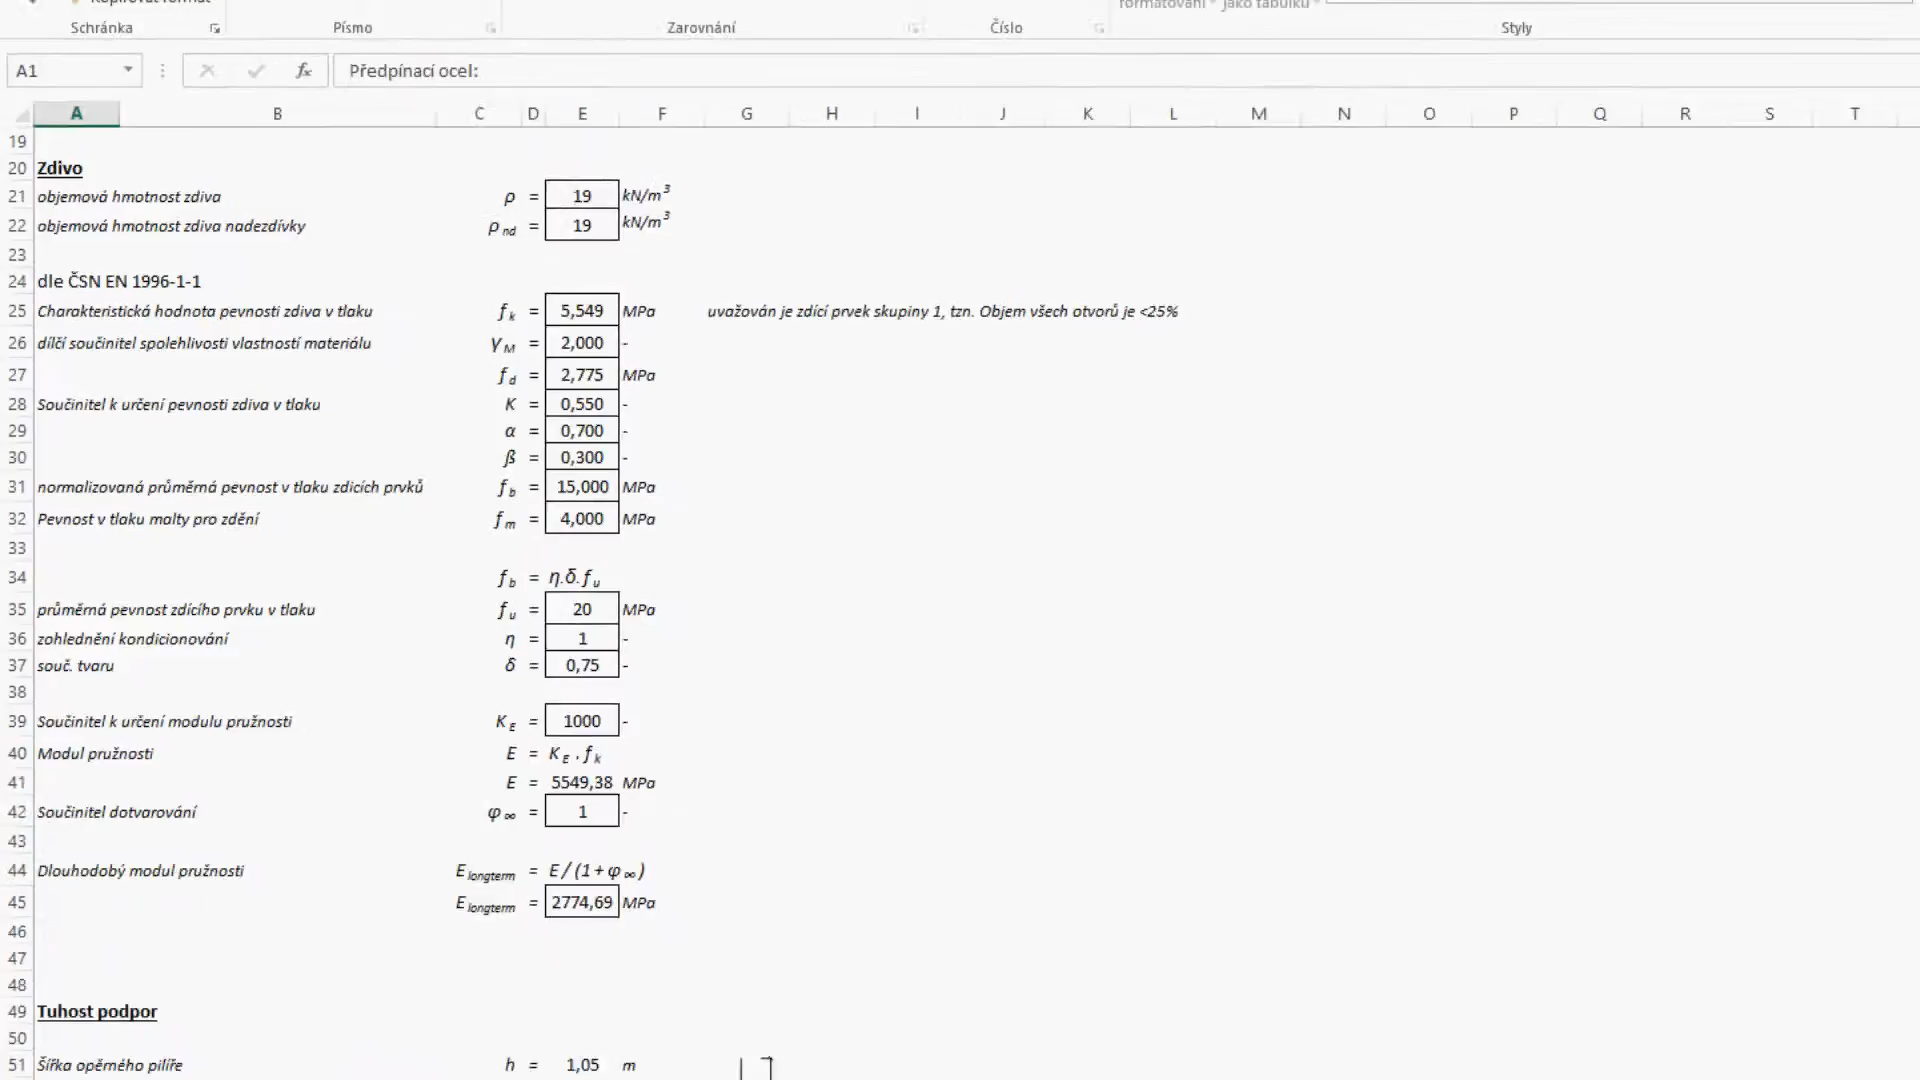 Kopírovat formát
formátování jako tabulku
Schránka Písmo Zarovnání Číslo Styly
A1 fx Předpínací ocel:
A B C D E F G H I J K L M N O P Q R S T
19
20 Zdivo
21 objemová hmotnost zdiva ρ = 19 kN/m³
22 objemová hmotnost zdiva nadezdívky ρ nd = 19 kN/m³
23
24 dle ČSN EN 1996-1-1
25 Charakteristická hodnota pevnosti zdiva v tlaku f k = 5,549 MPa uvažován je zdící prvek skupiny 1, tzn. Objem všech otvorů je <25%
26 dílčí součinitel spolehlivosti vlastností materiálu γ M = 2,000 -
27 f d = 2,775 MPa
28 Součinitel k určení pevnosti zdiva v tlaku K = 0,550 -
29 α = 0,700 -
30 ß = 0,300 -
31 normalizovaná průměrná pevnost v tlaku zdicích prvků f b = 15,000 MPa
32 Pevnost v tlaku malty pro zdění f m = 4,000 MPa
33
34 f b = η.δ.f u
35 průměrná pevnost zdícího prvku v tlaku f u = 20 MPa
36 zohlednění kondicionování η = 1 -
37 souč. tvaru δ = 0,75 -
38
39 Součinitel k určení modulu pružnosti K E = 1000 -
40 Modul pružnosti E = K E . f k
41 E = 5549,38 MPa
42 Součinitel dotvarování φ ∞ = 1 -
43
44 Dlouhodobý modul pružnosti E longterm = E / (1 + φ ∞ )
45 E longterm = 2774,69 MPa
46
47
48
49 Tuhost podpor
50
51 Šířka opěrného pilíře h = 1,05 m